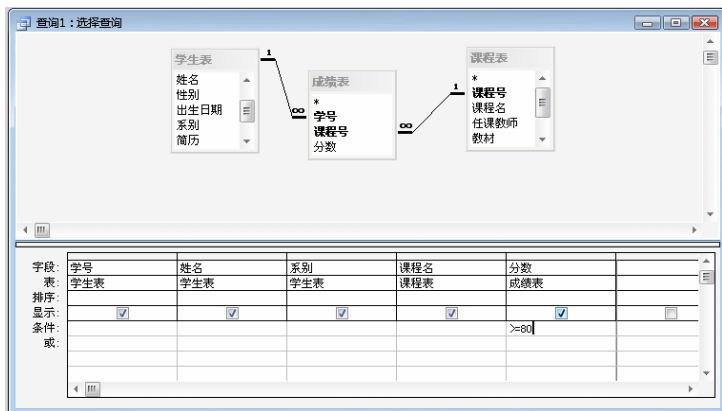 查询1：选择查询
学生表
姓名
性别
出生日期
系别
简历
1
∞
成绩表
*
学号
课程号
分数
∞
1
课程表
*
课程号
课程名
任课教师
教材
字段： 学号 姓名 系别 课程名 分数
表： 学生表 学生表 学生表 课程表 成绩表
排序：
显示：
条件： >=80
或：